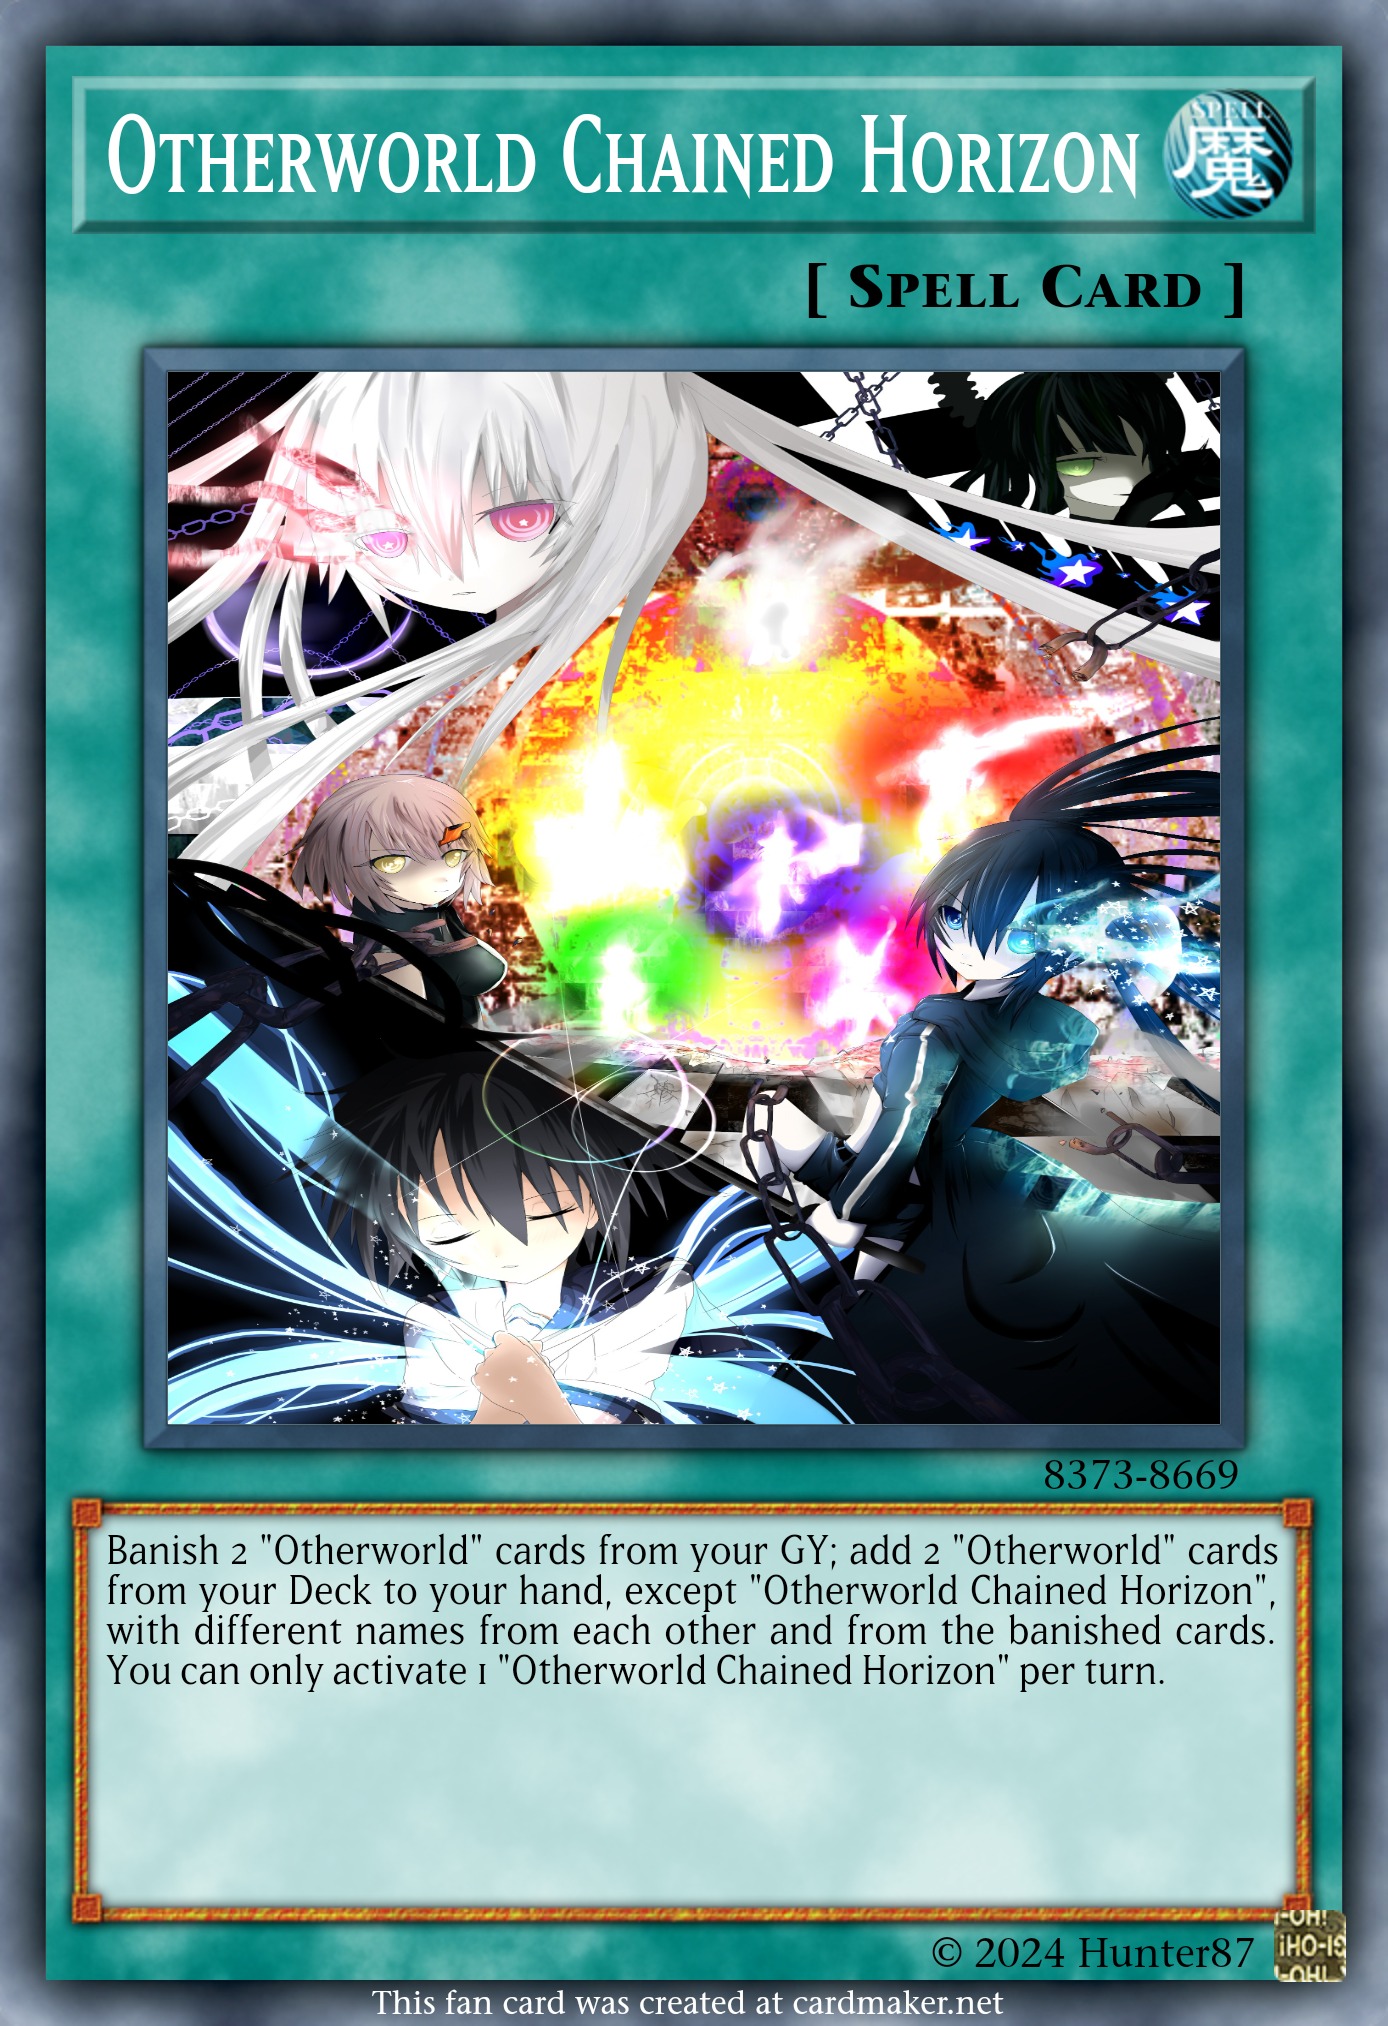 Otherworld Chained Horizon
SPELL
魔
[ Spell Card ]
8373-8669
Banish 2 "Otherworld" cards from your GY; add 2 "Otherworld" cards
from your Deck to your hand, except "Otherworld Chained Horizon",
with different names from each other and from the banished cards.
You can only activate 1 "Otherworld Chained Horizon" per turn.
© 2024 Hunter87
This fan card was created at cardmaker.net